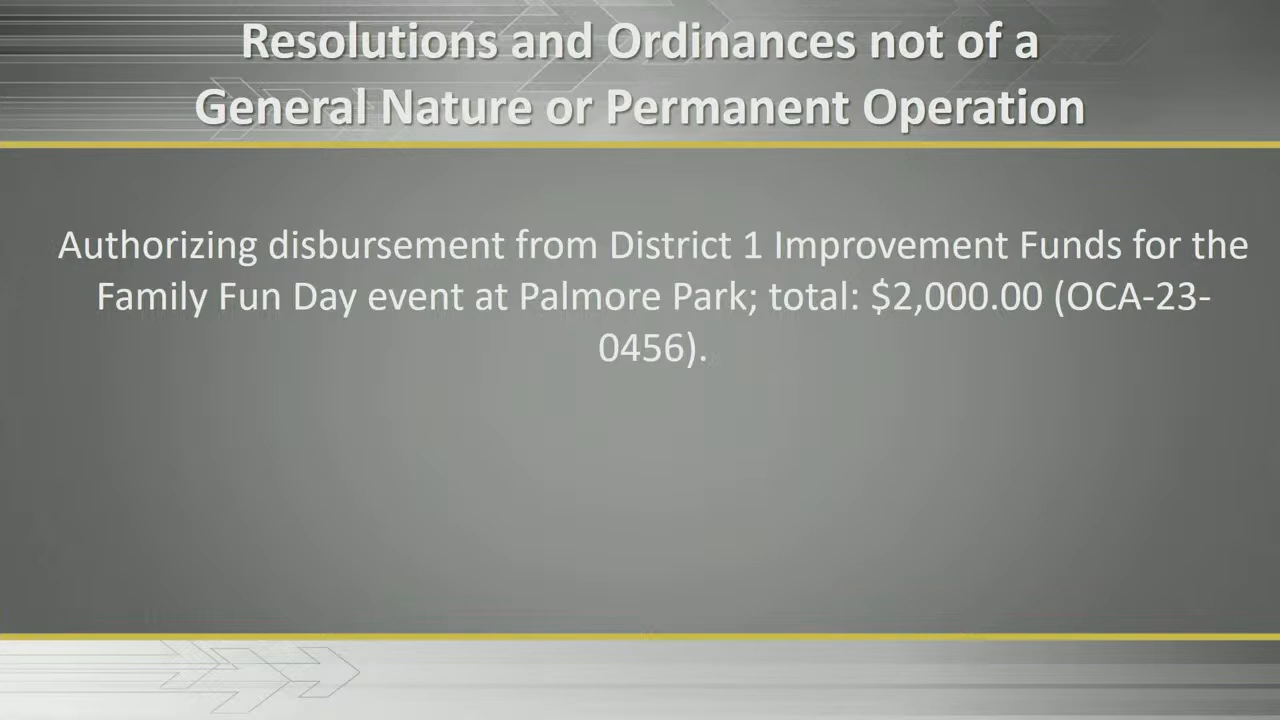 Resolutions and Ordinances not of a
General Nature or Permanent Operation
Authorizing disbursement from District 1 Improvement Funds for the
Family Fun Day event at Palmore Park; total: $2,000.00 (OCA-23-
0456).